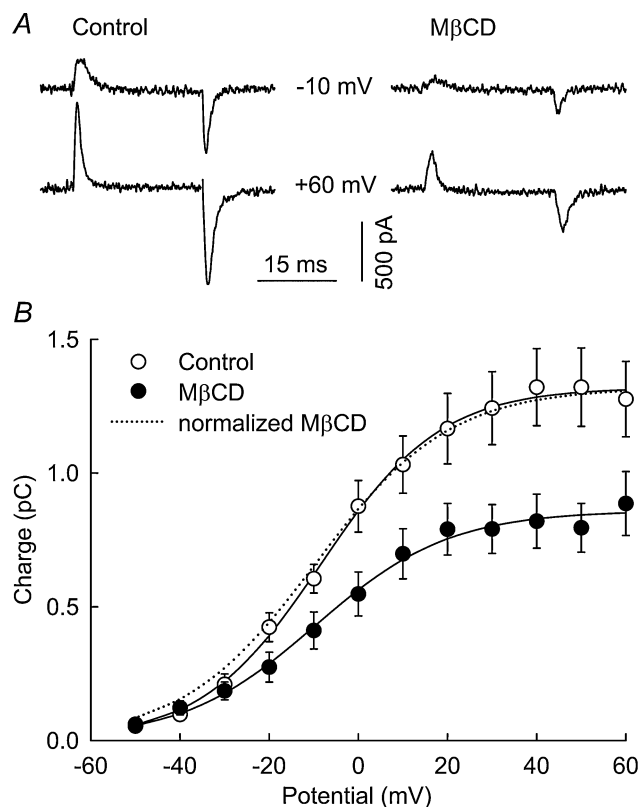 A
Control
MβCD
-10 mV
+60 mV
15 ms
500 pA
B
1.5
1.0
0.5
0.0
Charge (pC)
Control
MβCD
normalized MβCD
-60 -40 -20 0 20 40 60
Potential (mV)